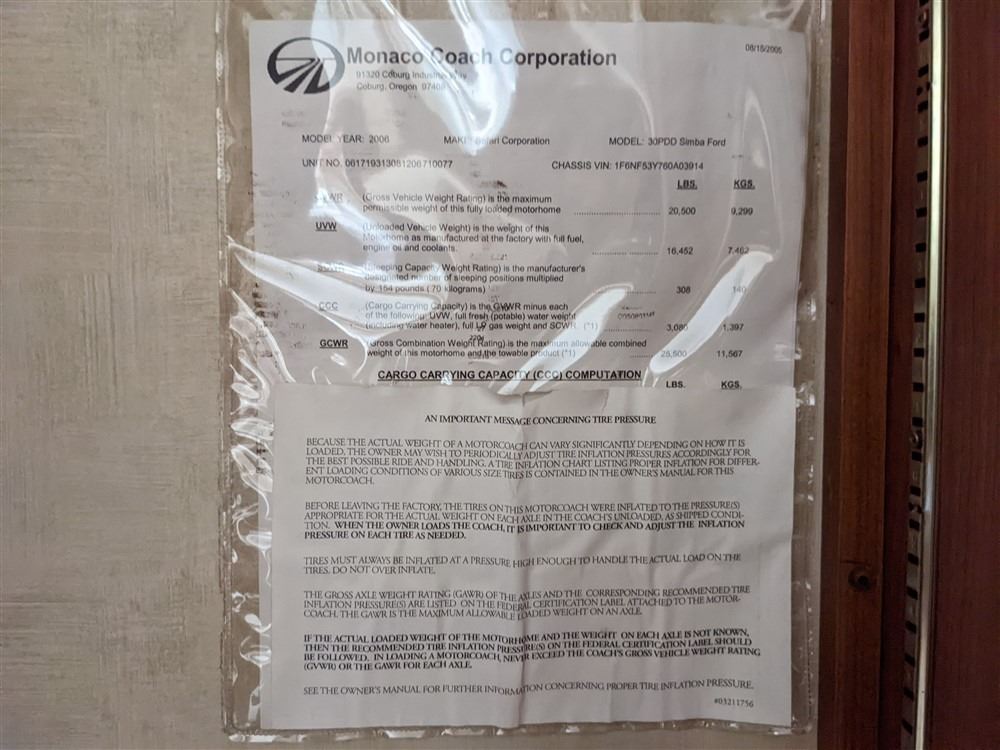 Monaco Coach Corporation
08/18/2005
91320 Coburg Industrial Way
Coburg, Oregon 97408
MODEL YEAR: 2006 MAKE: Safari Corporation MODEL: 30PDD Simba Ford
UNIT NO. 061719313081206710077 CHASSIS VIN: 1F6NF53Y760A03914
LBS. KGS.
(Gross Vehicle Weight Rating) is the maximum
permissible weight of this fully loaded motorhome 20,500 9,299
UVW (Unloaded Vehicle Weight) is the weight of this
Motorhome as manufactured at the factory with full fuel,
engine oil and coolants. 16,452 7,462
(Sleeping Capacity Weight Rating) is the manufacturer's
designated number of sleeping positions multiplied
by 154 pounds (70 kilograms) 308 140
CCC (Cargo Carrying Capacity) is the GVWR minus each
of the following: UVW, full fresh (potable) water weight
(including water heater), full LP gas weight and SCWR. (*1) 3,080 1,397
GCWR (Gross Combination Weight Rating) is the maximum allowable combined
weight of this motorhome and the towable product (*1) 11,567
CARGO CARRYING CAPACITY (CCC) COMPUTATION LBS. KGS.
AN IMPORTANT MESSAGE CONCERNING TIRE PRESSURE
BECAUSE THE ACTUAL WEIGHT OF A MOTORCOACH CAN VARY SIGNIFICANTLY DEPENDING ON HOW IT IS
LOADED, THE OWNER MAY WISH TO PERIODICALLY ADJUST TIRE INFLATION PRESSURES ACCORDINGLY FOR
THE BEST POSSIBLE RIDE AND HANDLING. A TIRE INFLATION CHART LISTING PROPER INFLATION FOR DIFFER-
ENT LOADING CONDITIONS OF VARIOUS SIZE TIRES IS CONTAINED IN THE OWNER'S MANUAL FOR THIS
MOTORCOACH.
BEFORE LEAVING THE FACTORY, THE TIRES ON THIS MOTORCOACH WERE INFLATED TO THE PRESSURE(S)
APPROPRIATE FOR THE ACTUAL WEIGHT ON EACH AXLE IN THE COACH'S UNLOADED, AS SHIPPED CONDI-
TION. WHEN THE OWNER LOADS THE COACH, IT IS IMPORTANT TO CHECK AND ADJUST THE INFLATION
PRESSURE ON EACH TIRE AS NEEDED.
TIRES MUST ALWAYS BE INFLATED AT A PRESSURE HIGH ENOUGH TO HANDLE THE ACTUAL LOAD ON THE
TIRES. DO NOT OVER INFLATE.
THE GROSS AXLE WEIGHT RATING (GAWR) OF THE AXLES AND THE CORRESPONDING RECOMMENDED TIRE
INFLATION PRESSURE(S) ARE LISTED ON THE FEDERAL CERTIFICATION LABEL ATTACHED TO THE MOTOR-
COACH. THE GAWR IS THE MAXIMUM ALLOWABLE LOADED WEIGHT ON AN AXLE.
IF THE ACTUAL LOADED WEIGHT OF THE MOTORHOME AND THE WEIGHT ON EACH AXLE IS NOT KNOWN,
THEN THE RECOMMENDED TIRE INFLATION PRESSURE(S) ON THE FEDERAL CERTIFICATION LABEL SHOULD
BE FOLLOWED. IN LOADING A MOTORCOACH, NEVER EXCEED THE COACH'S GROSS VEHICLE WEIGHT RATING
(GVWR) OR THE GAWR FOR EACH AXLE.
SEE THE OWNER'S MANUAL FOR FURTHER INFORMATION CONCERNING PROPER TIRE INFLATION PRESSURE.
#03211756